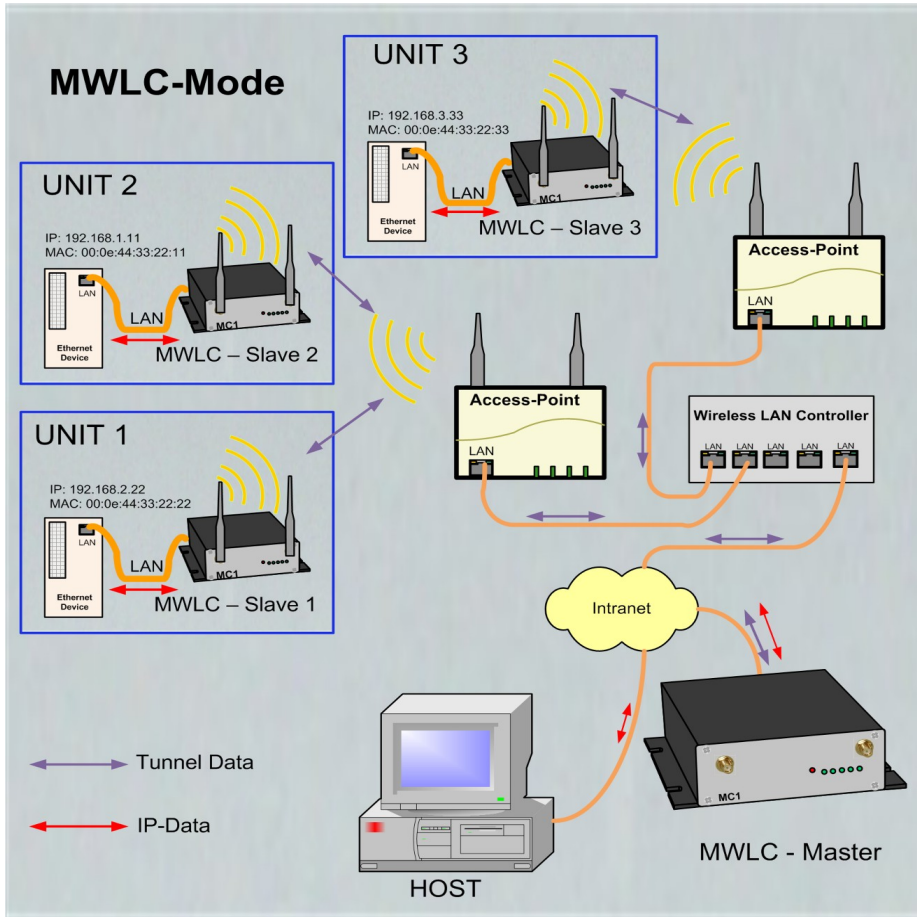 MWLC-Mode
UNIT 3
IP: 192.168.3.33
MAC: 00:0e:44:33:22:33
LAN
LAN
Ethernet
Device
MC1
MWLC – Slave 3
UNIT 2
IP: 192.168.1.11
MAC: 00:0e:44:33:22:11
LAN
LAN
Ethernet
Device
MC1
MWLC – Slave 2
UNIT 1
IP: 192.168.2.22
MAC: 00:0e:44:33:22:22
LAN
LAN
Ethernet
Device
MC1
MWLC – Slave 1
Access-Point
LAN
Access-Point
LAN
Wireless LAN Controller
LAN LAN LAN LAN LAN
Intranet
MC1
MWLC - Master
HOST
Tunnel Data
IP-Data